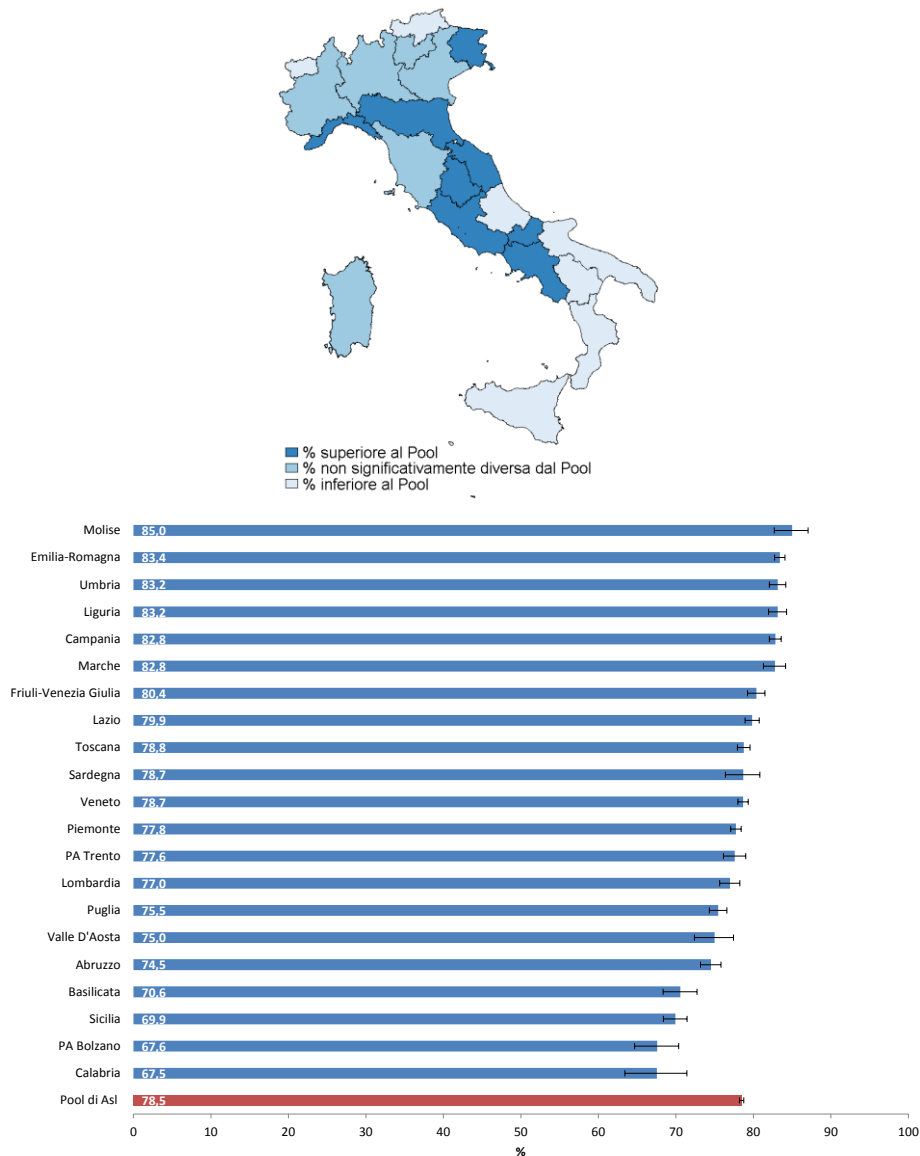 % superiore al Pool
% non significativamente diversa dal Pool
% inferiore al Pool
Molise 85,0
Emilia-Romagna 83,4
Umbria 83,2
Liguria 83,2
Campania 82,8
Marche 82,8
Friuli-Venezia Giulia 80,4
Lazio 79,9
Toscana 78,8
Sardegna 78,7
Veneto 78,7
Piemonte 77,8
PA Trento 77,6
Lombardia 77,0
Puglia 75,5
Valle D'Aosta 75,0
Abruzzo 74,5
Basilicata 70,6
Sicilia 69,9
PA Bolzano 67,6
Calabria 67,5
Pool di Asl 78,5
0 10 20 30 40 50 60 70 80 90 100
%